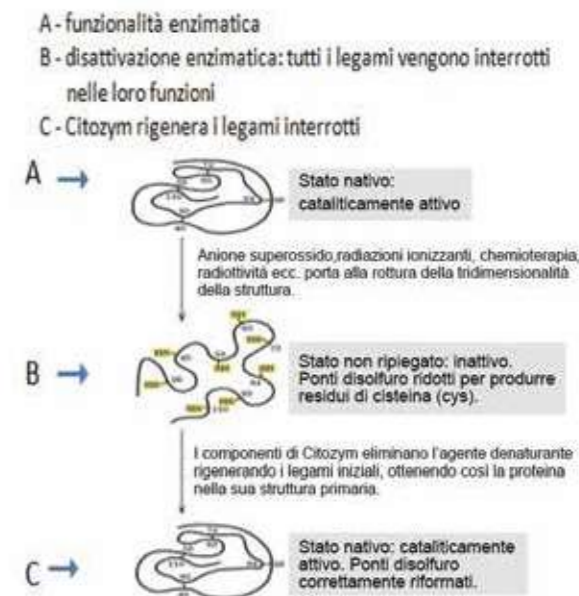 A - funzionalità enzimatica
B - disattivazione enzimatica: tutti i legami vengono interrotti
nelle loro funzioni
C - Citozym rigenera i legami interrotti
A
Stato nativo:
cataliticamente attivo
Anione superossido,radiazioni ionizzanti, chemioterapia,
radiottività ecc. porta alla rottura della tridimensionalità
della struttura.
B
Stato non ripiegato: inattivo.
Ponti disolfuro ridotti per produrre
residui di cisteina (cys).
I componenti di Citozym eliminano l'agente denaturante
rigenerando i legami iniziali, ottenendo così la proteina
nella sua struttura primaria.
C
Stato nativo: cataliticamente
attivo. Ponti disolfuro
correttamente riformati.